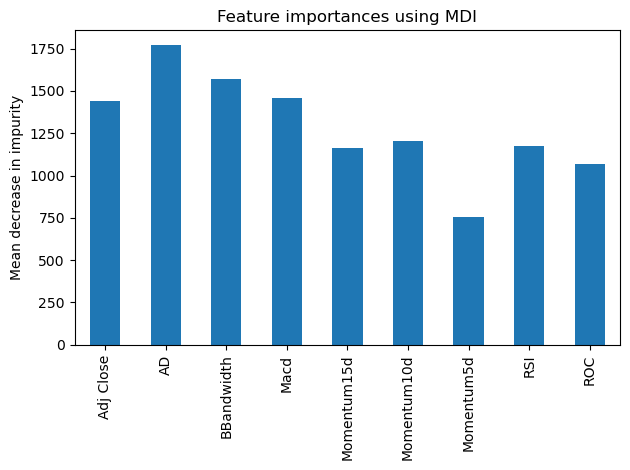 Feature importances using MDI
Mean decrease in impurity
1750
1500
1250
1000
750
500
250
0
Adj Close
AD
BBandwidth
Macd
Momentum15d
Momentum10d
Momentum5d
RSI
ROC